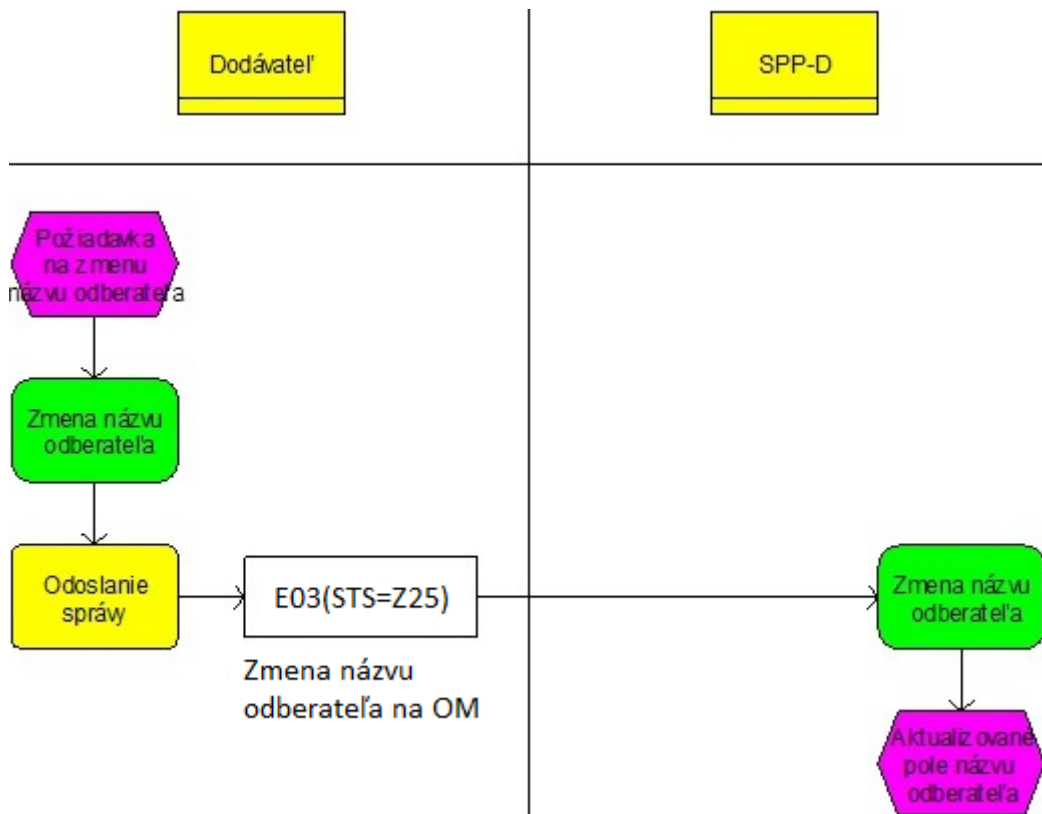 Dodávateľ
SPP-D
Požiadavka
na zmenu
názvu odberateľa
Zmena názvu
odberateľa
Odoslanie
správy
E03(STS=Z25)
Zmena názvu
odberateľa na OM
Zmena názvu
odberateľa
Aktualizované
pole názvu
odberateľa